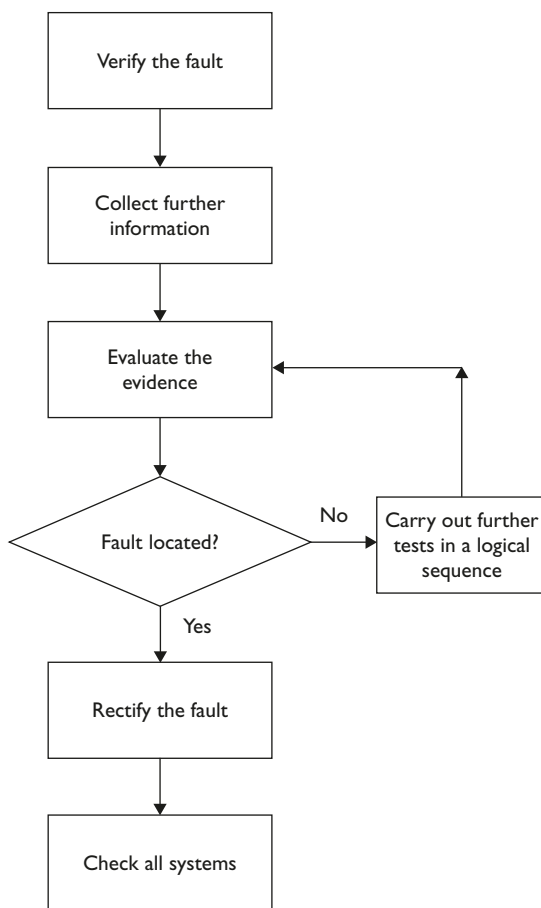 Verify the fault
Collect further
information
Evaluate the
evidence
Fault located?
No
Carry out further
tests in a logical
sequence
Yes
Rectify the fault
Check all systems